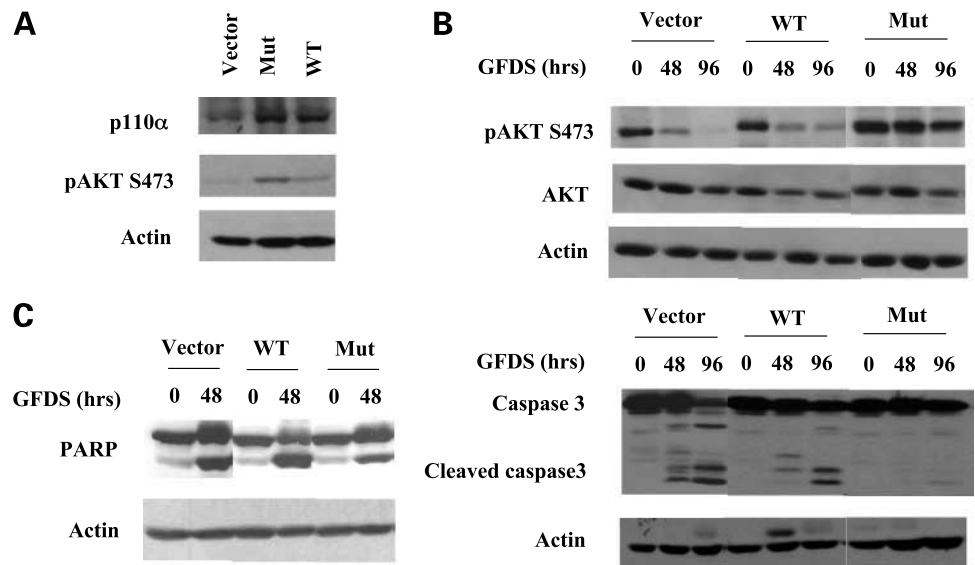 A
Vector
Mut
WT
p110α
pAKT S473
Actin
B
Vector WT Mut
GFDS (hrs) 0 48 96 0 48 96 0 48 96
pAKT S473
AKT
Actin
C
Vector WT Mut
GFDS (hrs) 0 48 0 48 0 48
PARP
Actin
Vector WT Mut
GFDS (hrs) 0 48 96 0 48 96 0 48 96
Caspase 3
Cleaved caspase3
Actin